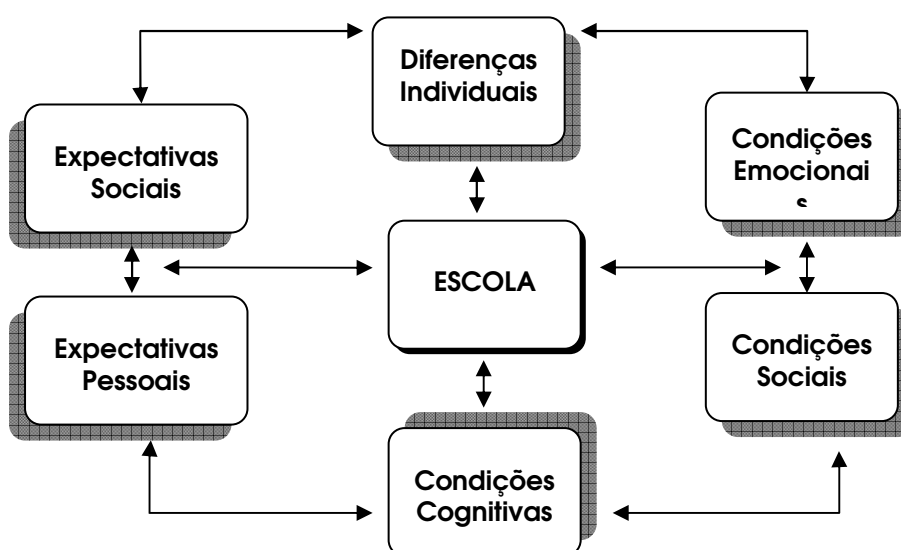 Diferenças
Individuais
Expectativas
Sociais
Condições
Emocionai
s
ESCOLA
Expectativas
Pessoais
Condições
Sociais
Condições
Cognitivas